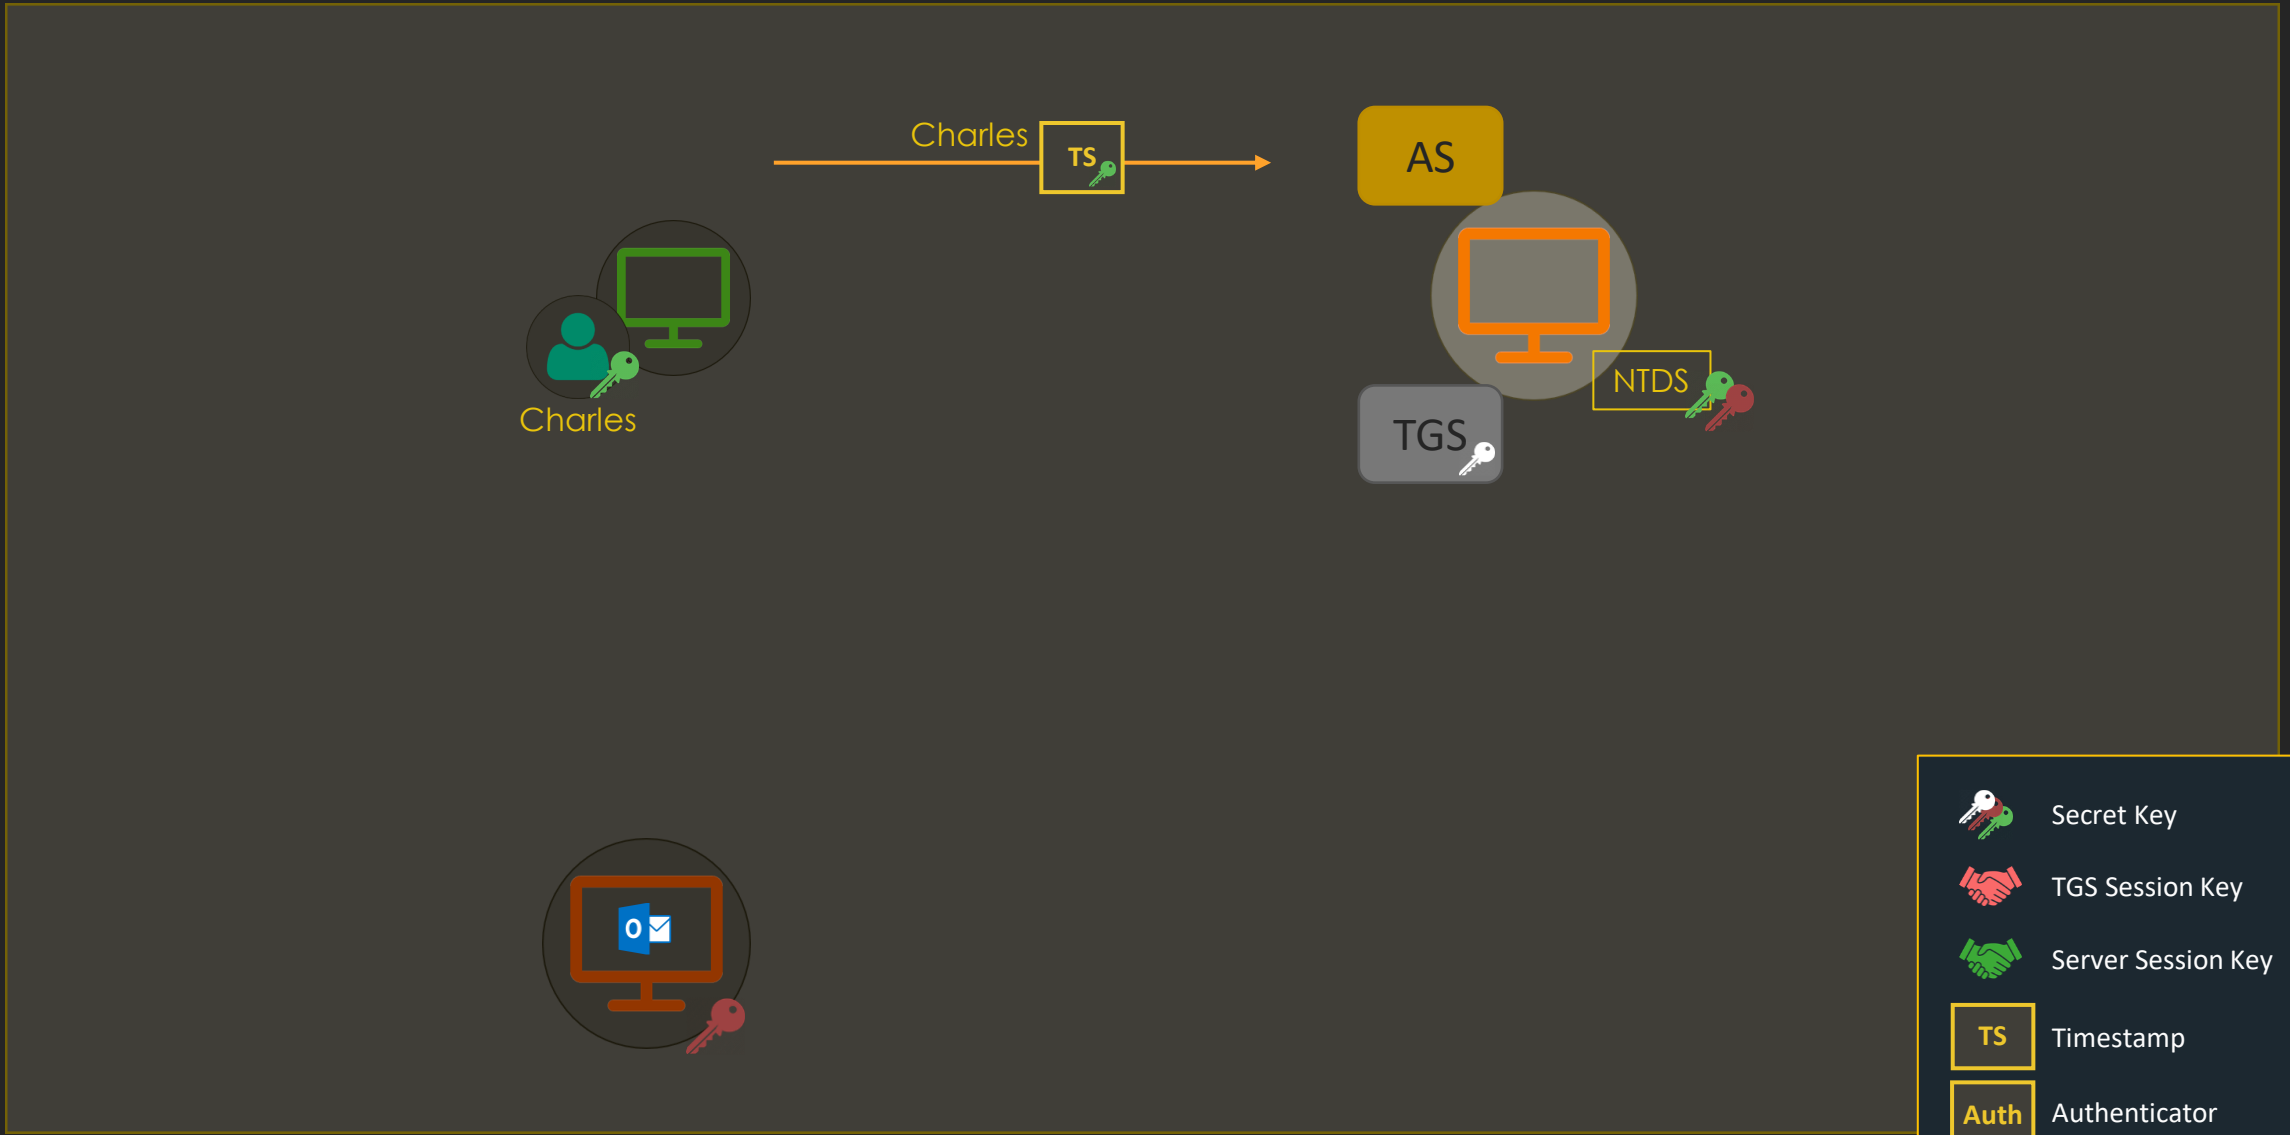 Charles
TS
AS
NTDS
Charles
TGS
O
Secret Key
TGS Session Key
Server Session Key
TS
Timestamp
Auth
Authenticator